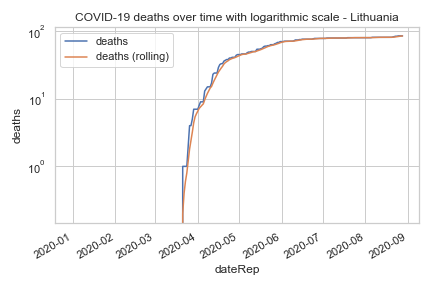 COVID-19 deaths over time with logarithmic scale - Lithuania
10²
deaths
deaths (rolling)
10¹
10⁰
deaths
2020-01
2020-02
2020-03
2020-04
2020-05
2020-06
2020-07
2020-08
2020-09
dateRep